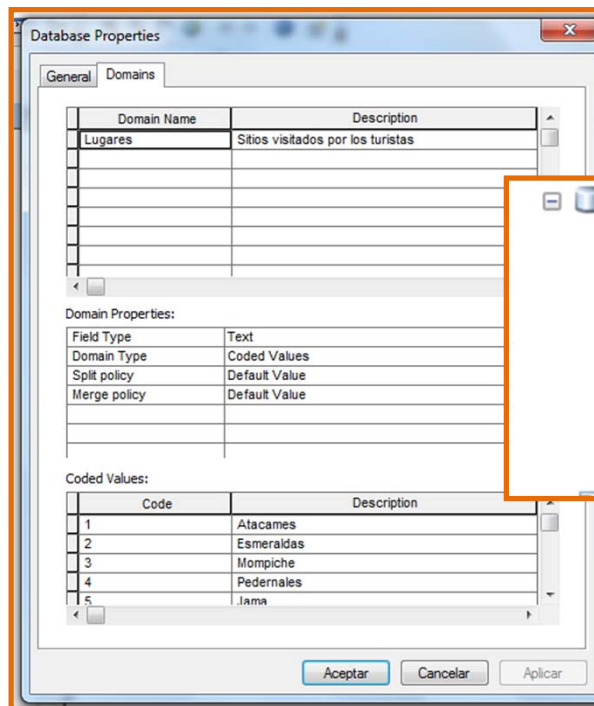 Database Properties
General Domains
Domain Name Description
Lugares Sitios visitados por los turistas
Domain Properties:
Field Type Text
Domain Type Coded Values
Split policy Default Value
Merge policy Default Value
Coded Values:
Code Description
1 Atacames
2 Esmeraldas
3 Mompiche
4 Pedernales
5 Jama
Aceptar Cancelar Aplicar